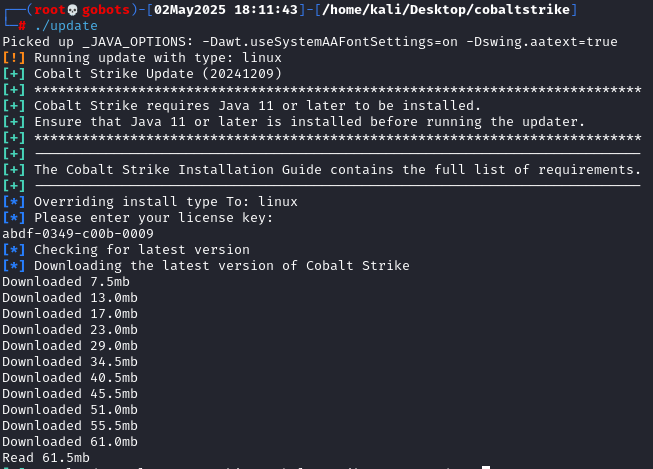 ┌──(root💀gobots)-[02May2025 18:11:43]-[/home/kali/Desktop/cobaltstrike]
└─# ./update
Picked up _JAVA_OPTIONS: -Dawt.useSystemAAFontSettings=on -Dswing.aatext=true
[!] Running update with type: linux
[+] Cobalt Strike Update (20241209)
[+] ****************************************************************************
[+] Cobalt Strike requires Java 11 or later to be installed.
[+] Ensure that Java 11 or later is installed before running the updater.
[+] ****************************************************************************
[+] ----------------------------------------------------------------------------
[+] The Cobalt Strike Installation Guide contains the full list of requirements.
[+] ----------------------------------------------------------------------------
[*] Overriding install type To: linux
[*] Please enter your license key:
abdf-0349-c00b-0009
[*] Checking for latest version
[*] Downloading the latest version of Cobalt Strike
Downloaded 7.5mb
Downloaded 13.0mb
Downloaded 17.0mb
Downloaded 23.0mb
Downloaded 29.0mb
Downloaded 34.5mb
Downloaded 40.5mb
Downloaded 45.5mb
Downloaded 51.0mb
Downloaded 55.5mb
Downloaded 61.0mb
Read 61.5mb